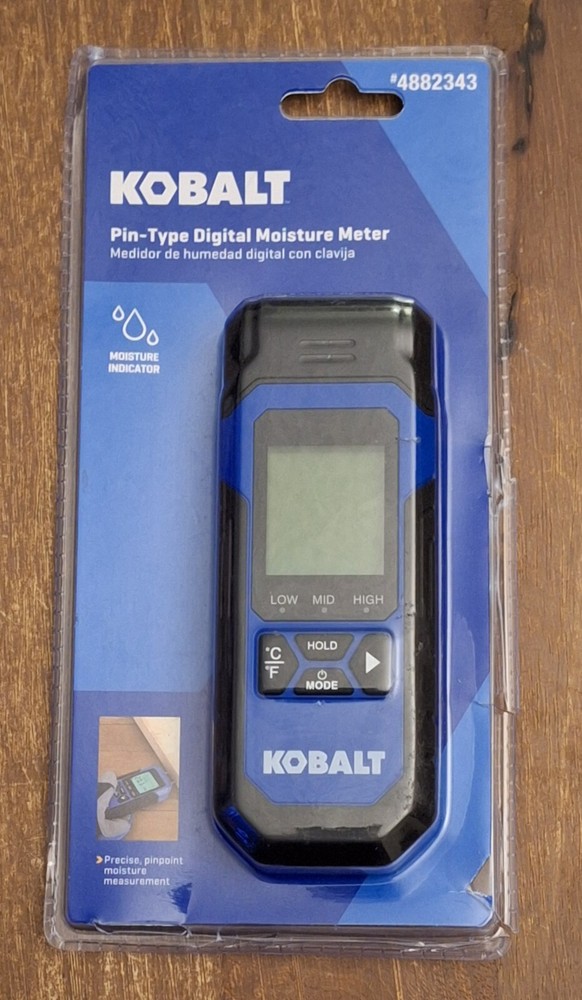 #4882343
KOBALT
Pin-Type Digital Moisture Meter
Medidor de humedad digital con clavija
MOISTURE
INDICATOR
LOW MID HIGH
°C
°F
HOLD
MODE
KOBALT
Precise, pinpoint
moisture
measurement